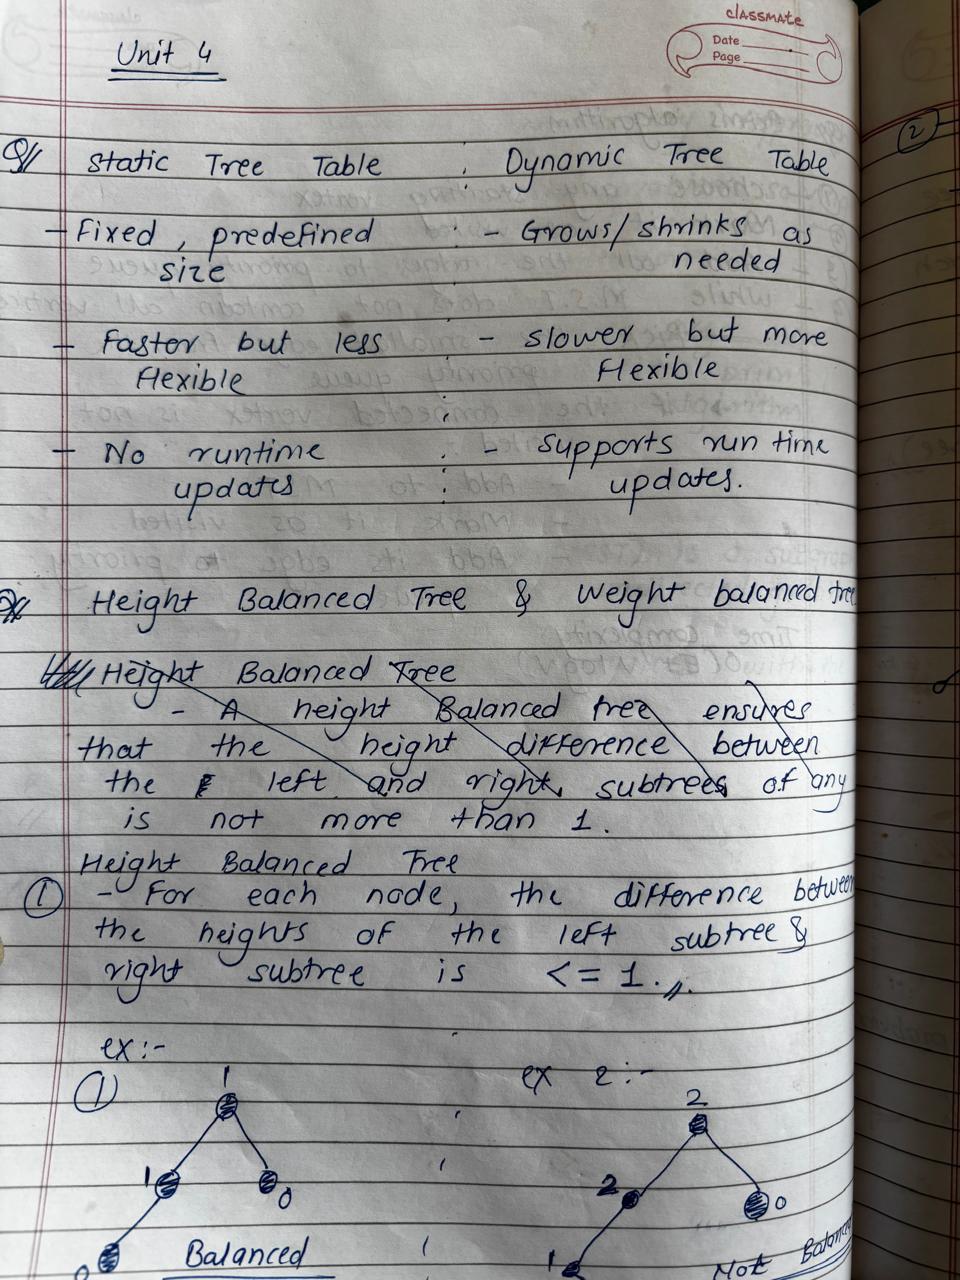 classmate
Date
Page
Unit 4
Q// Static Tree Table : Dynamic Tree Table
- Fixed, predefined size
- Grows/shrinks as needed
- Faster but less flexible
- slower but more flexible
- No runtime updates
- supports run time updates.
Height Balanced Tree & weight balanced tree
Height Balanced Tree
- A height Balanced tree ensures
that the height difference between
the left and right subtrees of any
is not more than 1.
Height Balanced Tree
① - For each node, the difference between
the heights of the left subtree &
right subtree is <= 1.
ex :-
ex 2 :-
①
1
2
1
0
2
0
0
1
Balanced
Not Balanced
②